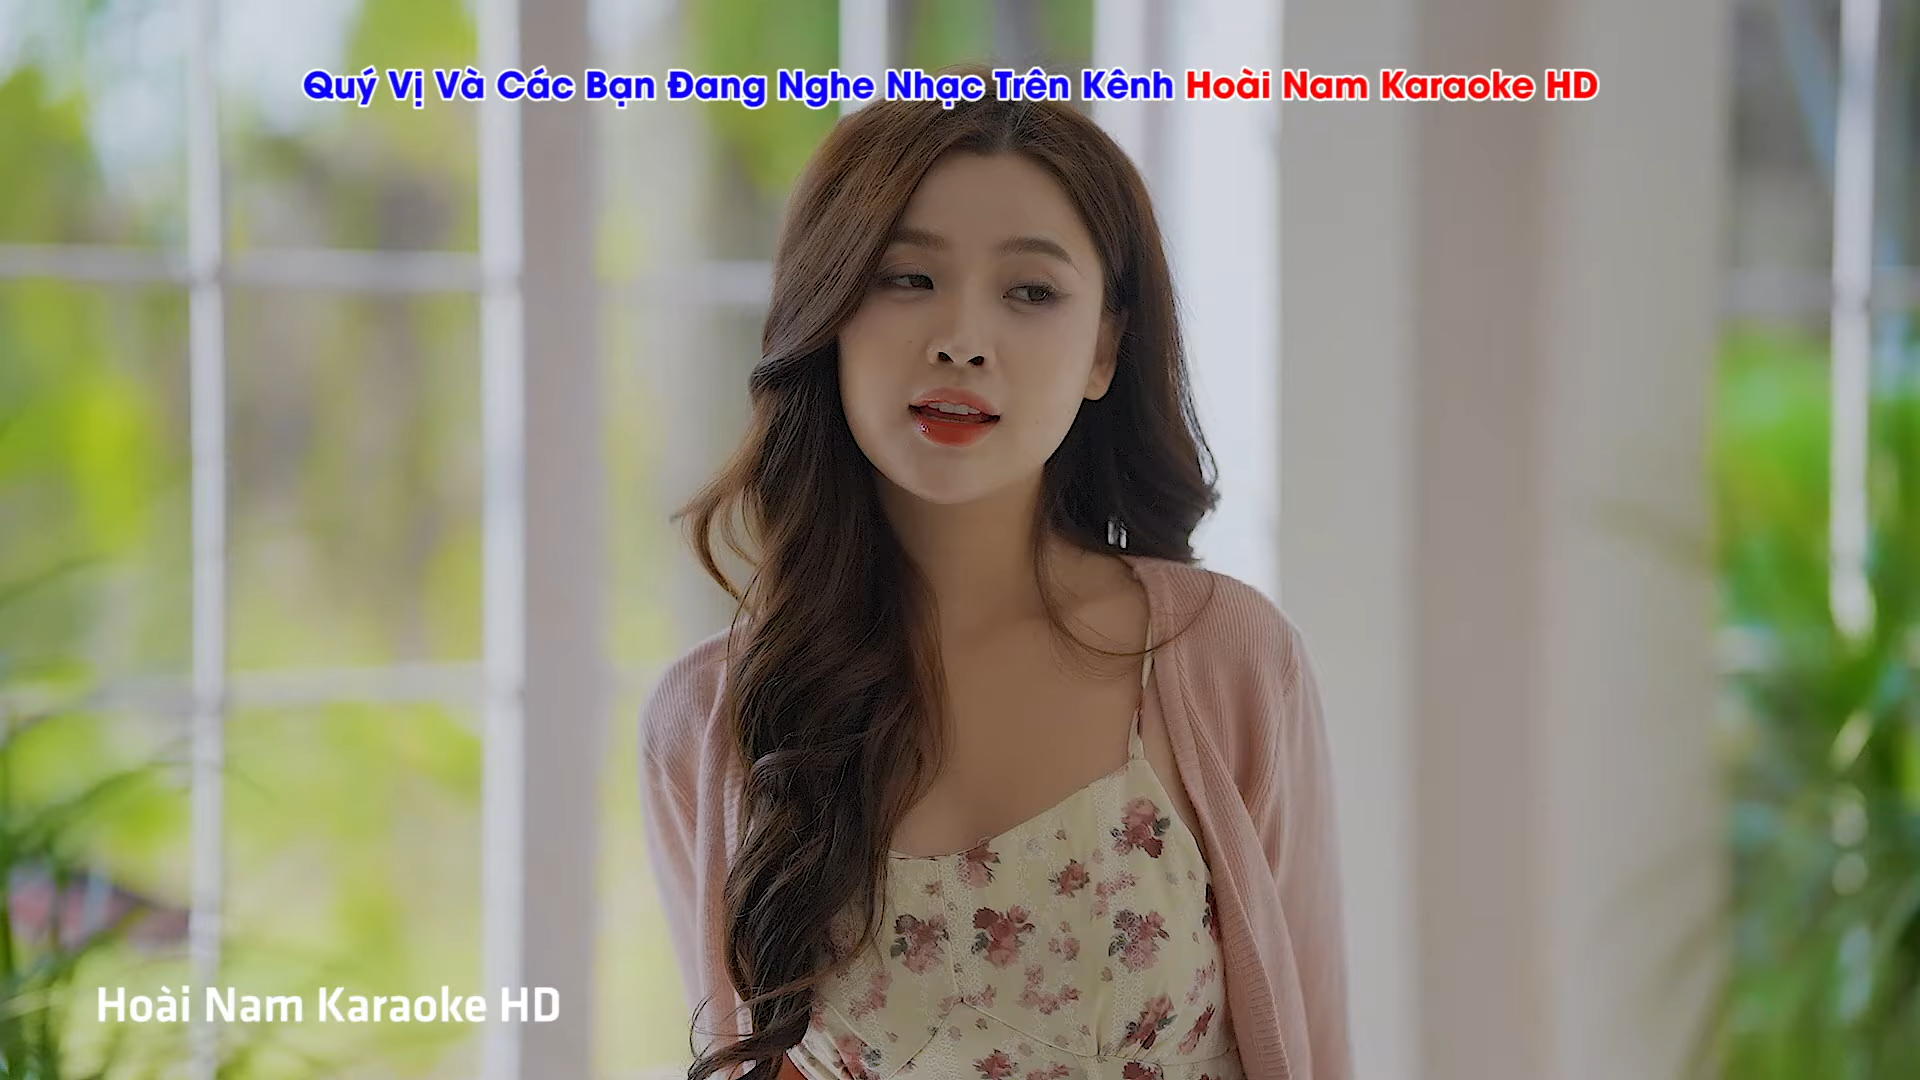 Quý Vị Và Các Bạn Đang Nghe Nhạc Trên Kênh Hoài Nam Karaoke HD
Hoài Nam Karaoke HD